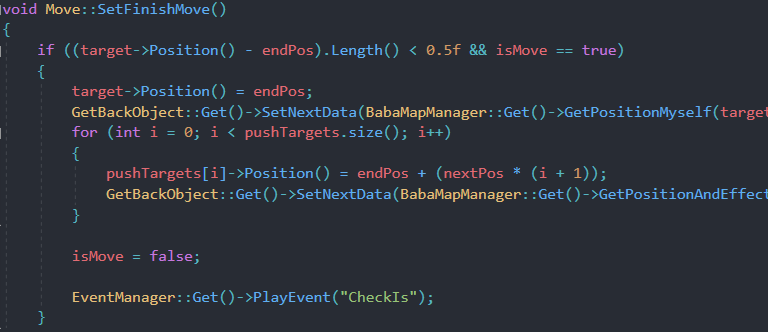 void Move::SetFinishMove()
{
    if ((target->Position() - endPos).Length() < 0.5f && isMove == true)
    {
        target->Position() = endPos;
        GetBackObject::Get()->SetNextData(BabaMapManager::Get()->GetPositionMyself(target
        for (int i = 0; i < pushTargets.size(); i++)
        {
            pushTargets[i]->Position() = endPos + (nextPos * (i + 1));
            GetBackObject::Get()->SetNextData(BabaMapManager::Get()->GetPositionAndEffect
        }

        isMove = false;

        EventManager::Get()->PlayEvent("CheckIs");
    }